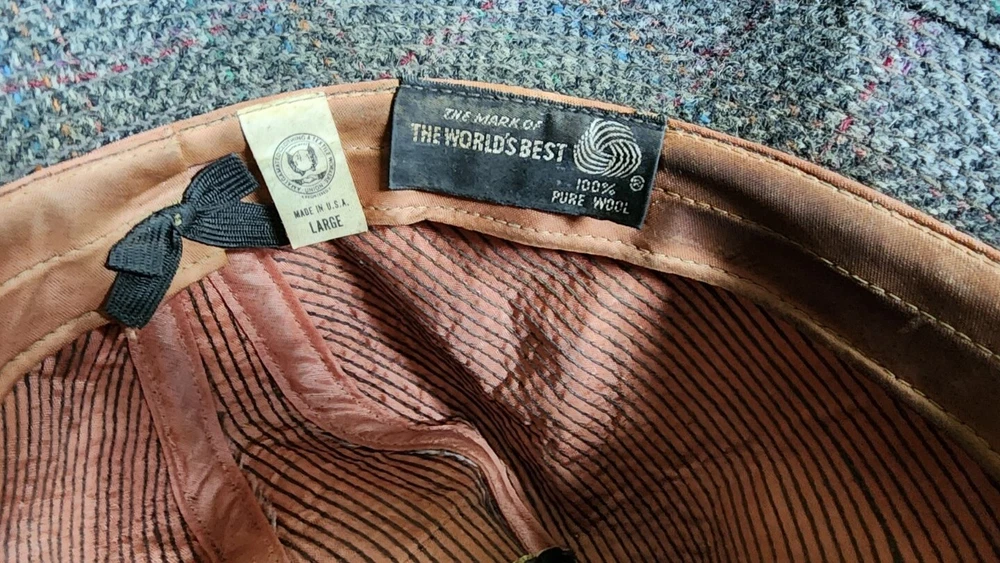 MADE IN U.S.A.
LARGE
THE MARK OF
THE WORLD'S BEST
100%
PURE WOOL
®